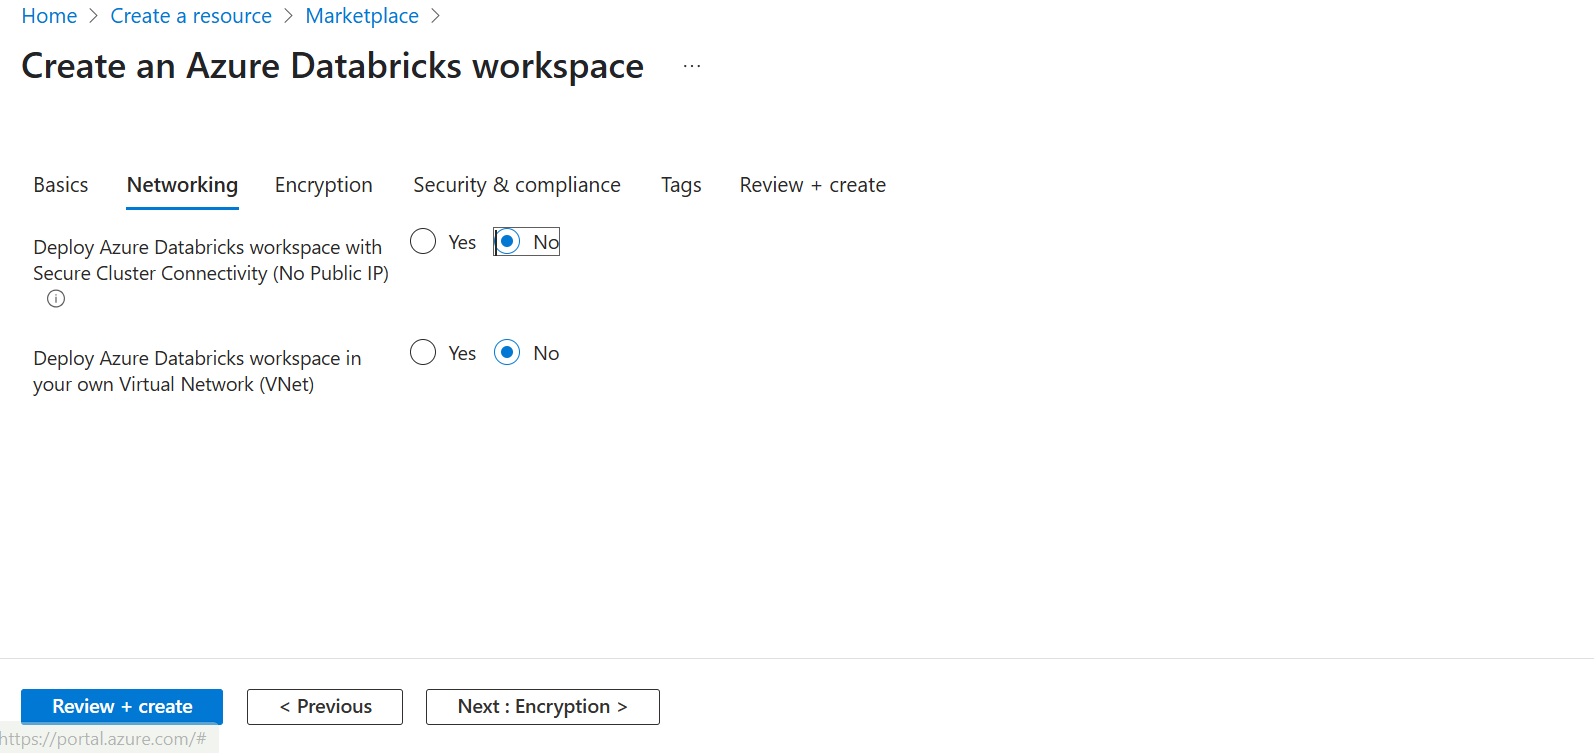 Home > Create a resource > Marketplace >
Create an Azure Databricks workspace ...
Basics Networking Encryption Security & compliance Tags Review + create
Deploy Azure Databricks workspace with
Secure Cluster Connectivity (No Public IP)
Yes No
Deploy Azure Databricks workspace in
your own Virtual Network (VNet)
Yes No
Review + create < Previous Next : Encryption >
https://portal.azure.com/#